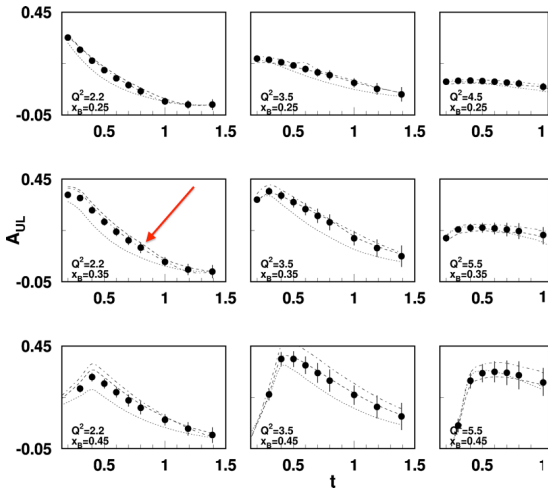 0.45
-0.05
Q²=2.2
x_B=0.25
0.5 1 1.5
Q²=3.5
x_B=0.25
0.5 1 1.5
Q²=4.5
x_B=0.25
0.5 1
A_UL
0.45
-0.05
Q²=2.2
x_B=0.35
0.5 1 1.5
Q²=3.5
x_B=0.35
0.5 1 1.5
Q²=5.5
x_B=0.35
0.5 1
0.45
-0.05
Q²=2.2
x_B=0.45
0.5 1 1.5
Q²=3.5
x_B=0.45
0.5 1 1.5
Q²=5.5
x_B=0.45
0.5 1
t